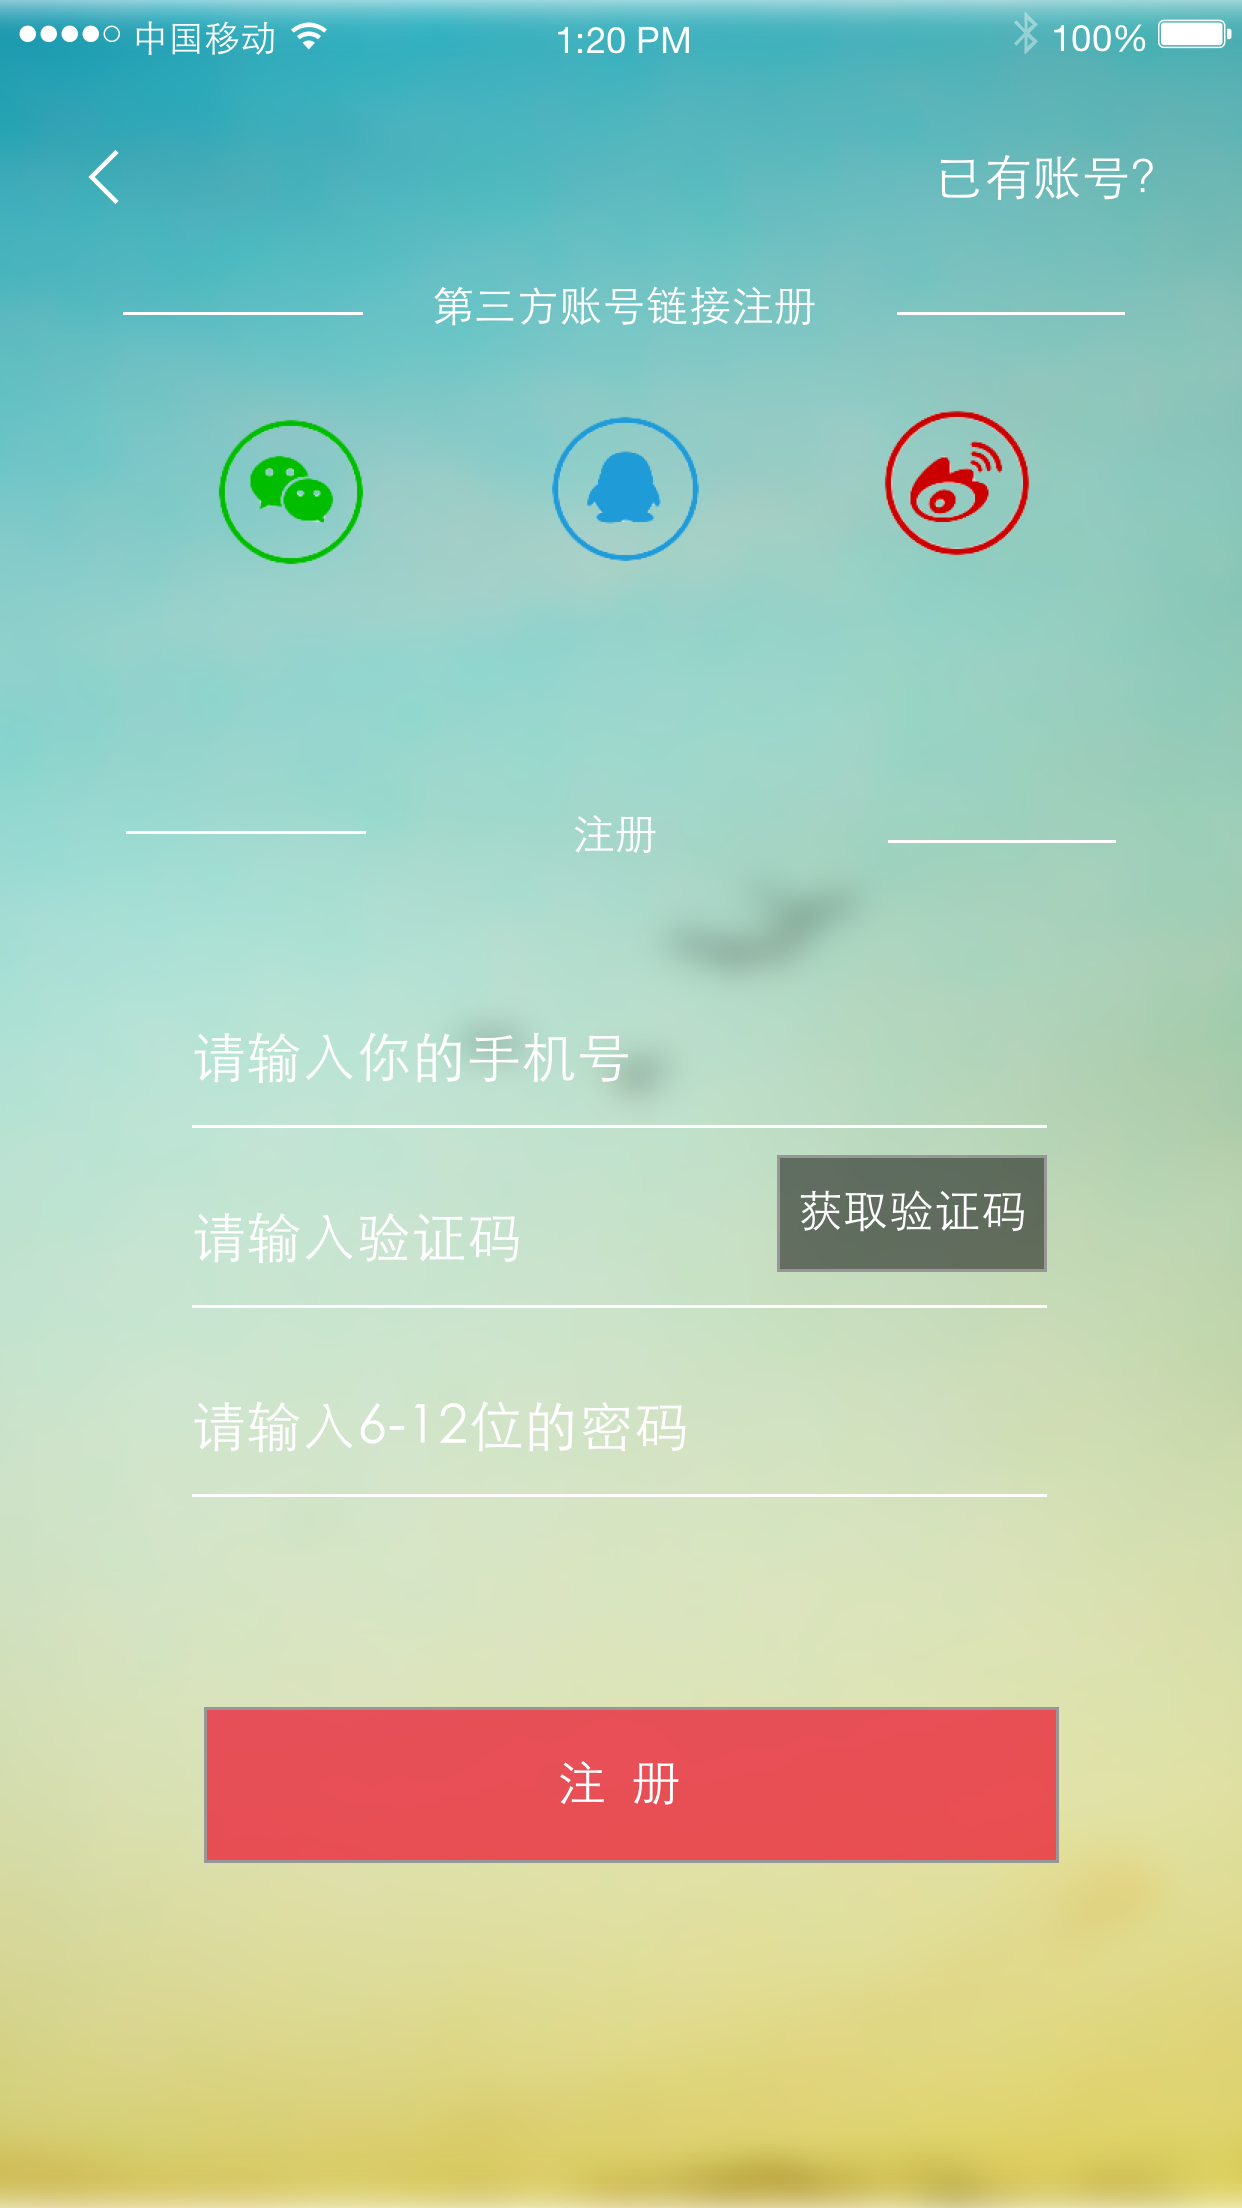 中国移动
1:20 PM
100%
已有账号?
第三方账号链接注册
注册
请输入你的手机号
请输入验证码
获取验证码
请输入6-12位的密码
注 册